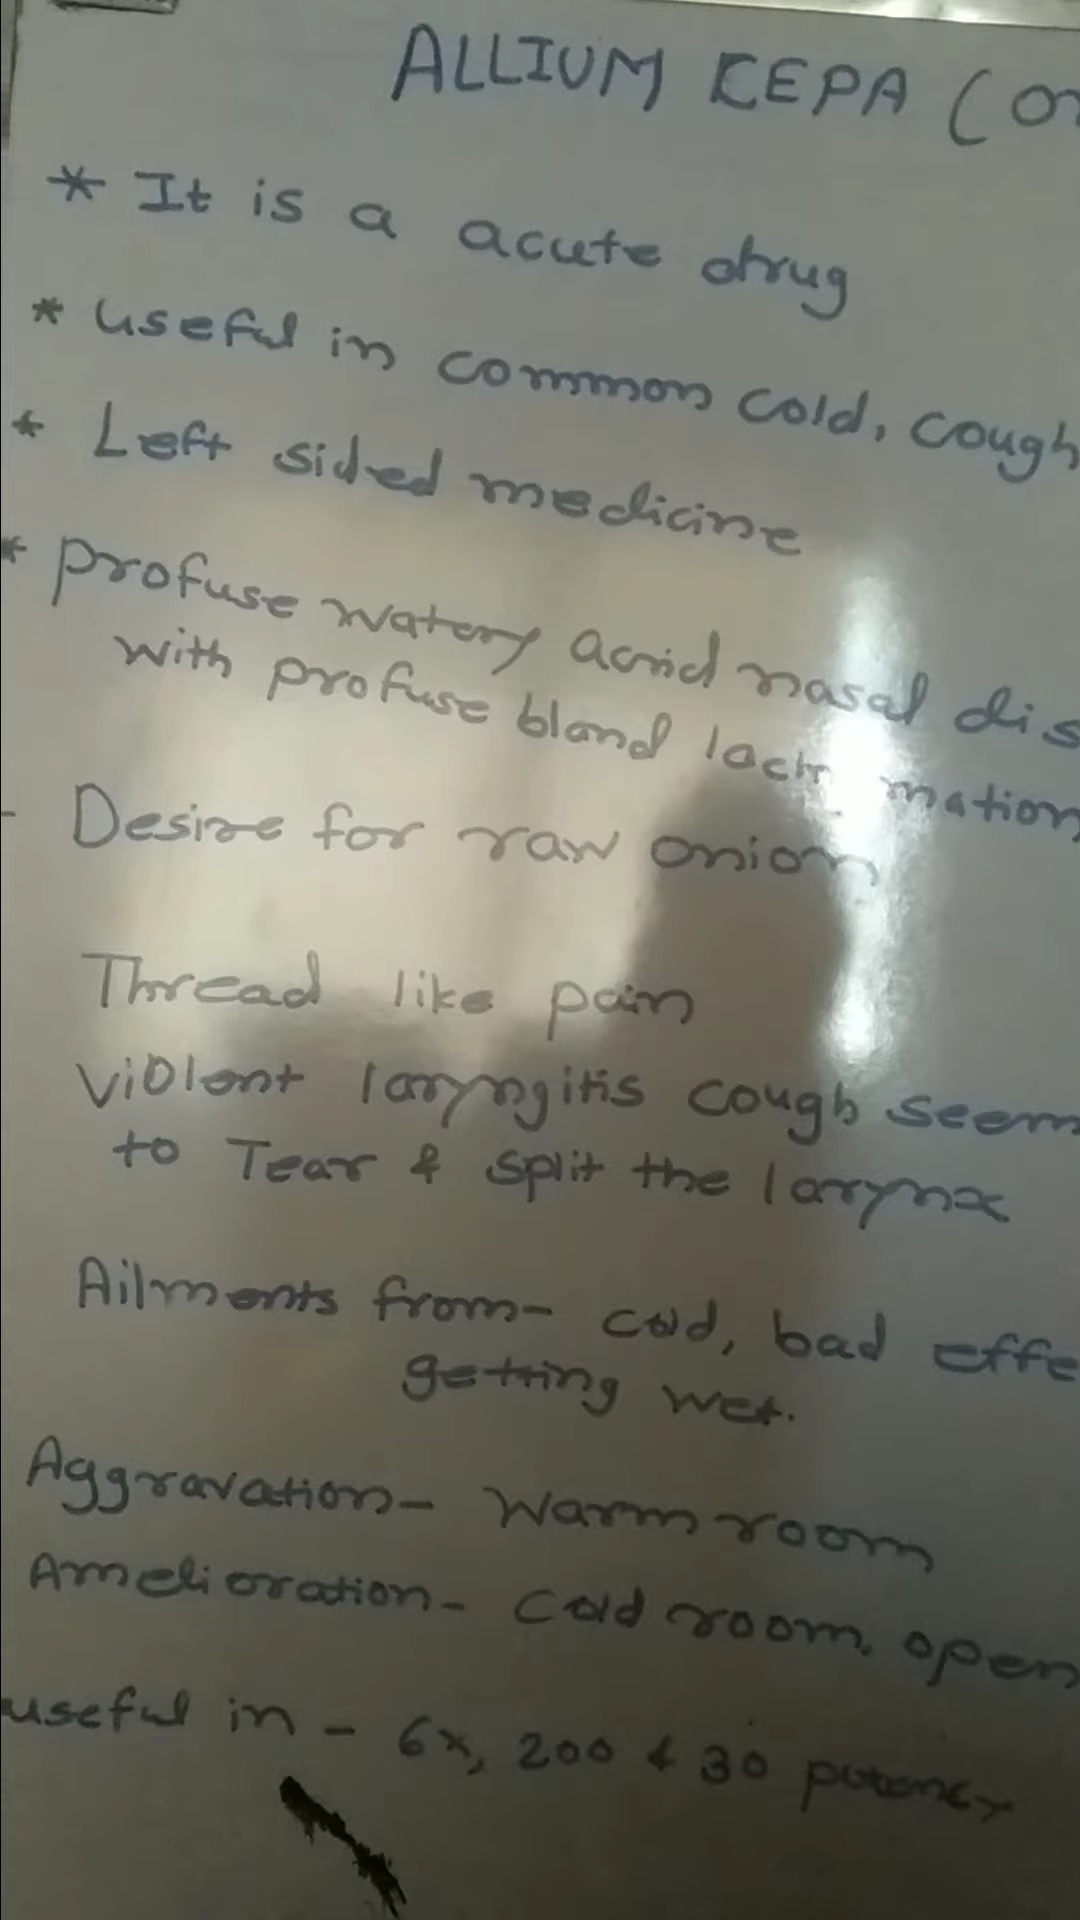 ALLIUM CEPA (On
* It is a acute drug
* useful in common cold, cough
* Left sided medicine
* Profuse watery acrid nasal dis
with profuse bland lacr mation
- Desire for raw onion
Thread like pain
Violent laryngitis cough seem
to Tear & split the larynx
Ailments from- cold, bad effe
getting wet.
Aggravation- Warm room
Amelioration- Cold room, open
useful in - 6x, 200 & 30 potency